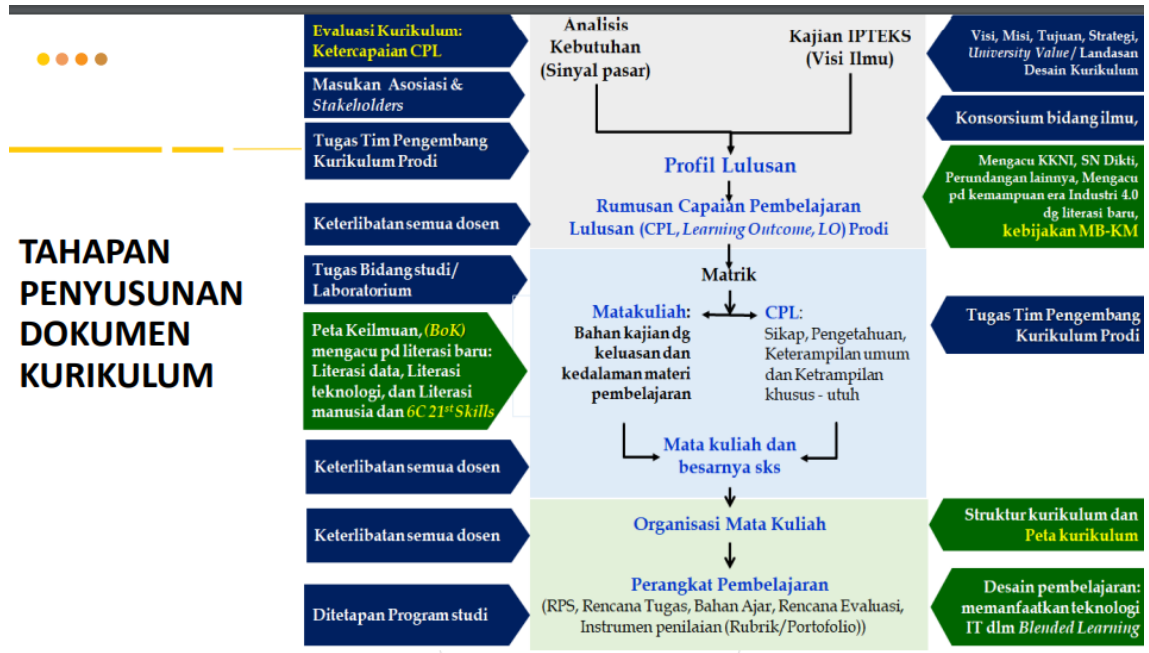 TAHAPAN
PENYUSUNAN
DOKUMEN
KURIKULUM
Evaluasi Kurikulum:
Ketercapaian CPL
Masukan Asosiasi &
Stakeholders
Tugas Tim Pengembang
Kurikulum Prodi
Keterlibatan semua dosen
Tugas Bidang studi/
Laboratorium
Peta Keilmuan, (BoK)
mengacu pd literasi baru:
Literasi data, Literasi
teknologi, dan Literasi
manusia dan 6C 21st Skills
Keterlibatan semua dosen
Keterlibatan semua dosen
Ditetapan Program studi
Analisis
Kebutuhan
(Sinyal pasar)
Kajian IPTEKS
(Visi Ilmu)
Profil Lulusan
Rumusan Capaian Pembelajaran
Lulusan (CPL, Learning Outcome, LO) Prodi
Matrik
Matakuliah:
Bahan kajian dg
keluasan dan
kedalaman materi
pembelajaran
CPL:
Sikap, Pengetahuan,
Keterampilan umum
dan Ketrampilan
khusus - utuh
Mata kuliah dan
besarnya sks
Organisasi Mata Kuliah
Perangkat Pembelajaran
(RPS, Rencana Tugas, Bahan Ajar, Rencana Evaluasi,
Instrumen penilaian (Rubrik/Portofolio))
Visi, Misi, Tujuan, Strategi,
University Value/ Landasan
Desain Kurikulum
Konsorsium bidang ilmu,
Mengacu KKNI, SN Dikti,
Perundangan lainnya, Mengacu
pd kemampuan era Industri 4.0
dg literasi baru,
kebijakan MB-KM
Tugas Tim Pengembang
Kurikulum Prodi
Struktur kurikulum dan
Peta kurikulum
Desain pembelajaran:
memanfaatkan teknologi
IT dlm Blended Learning